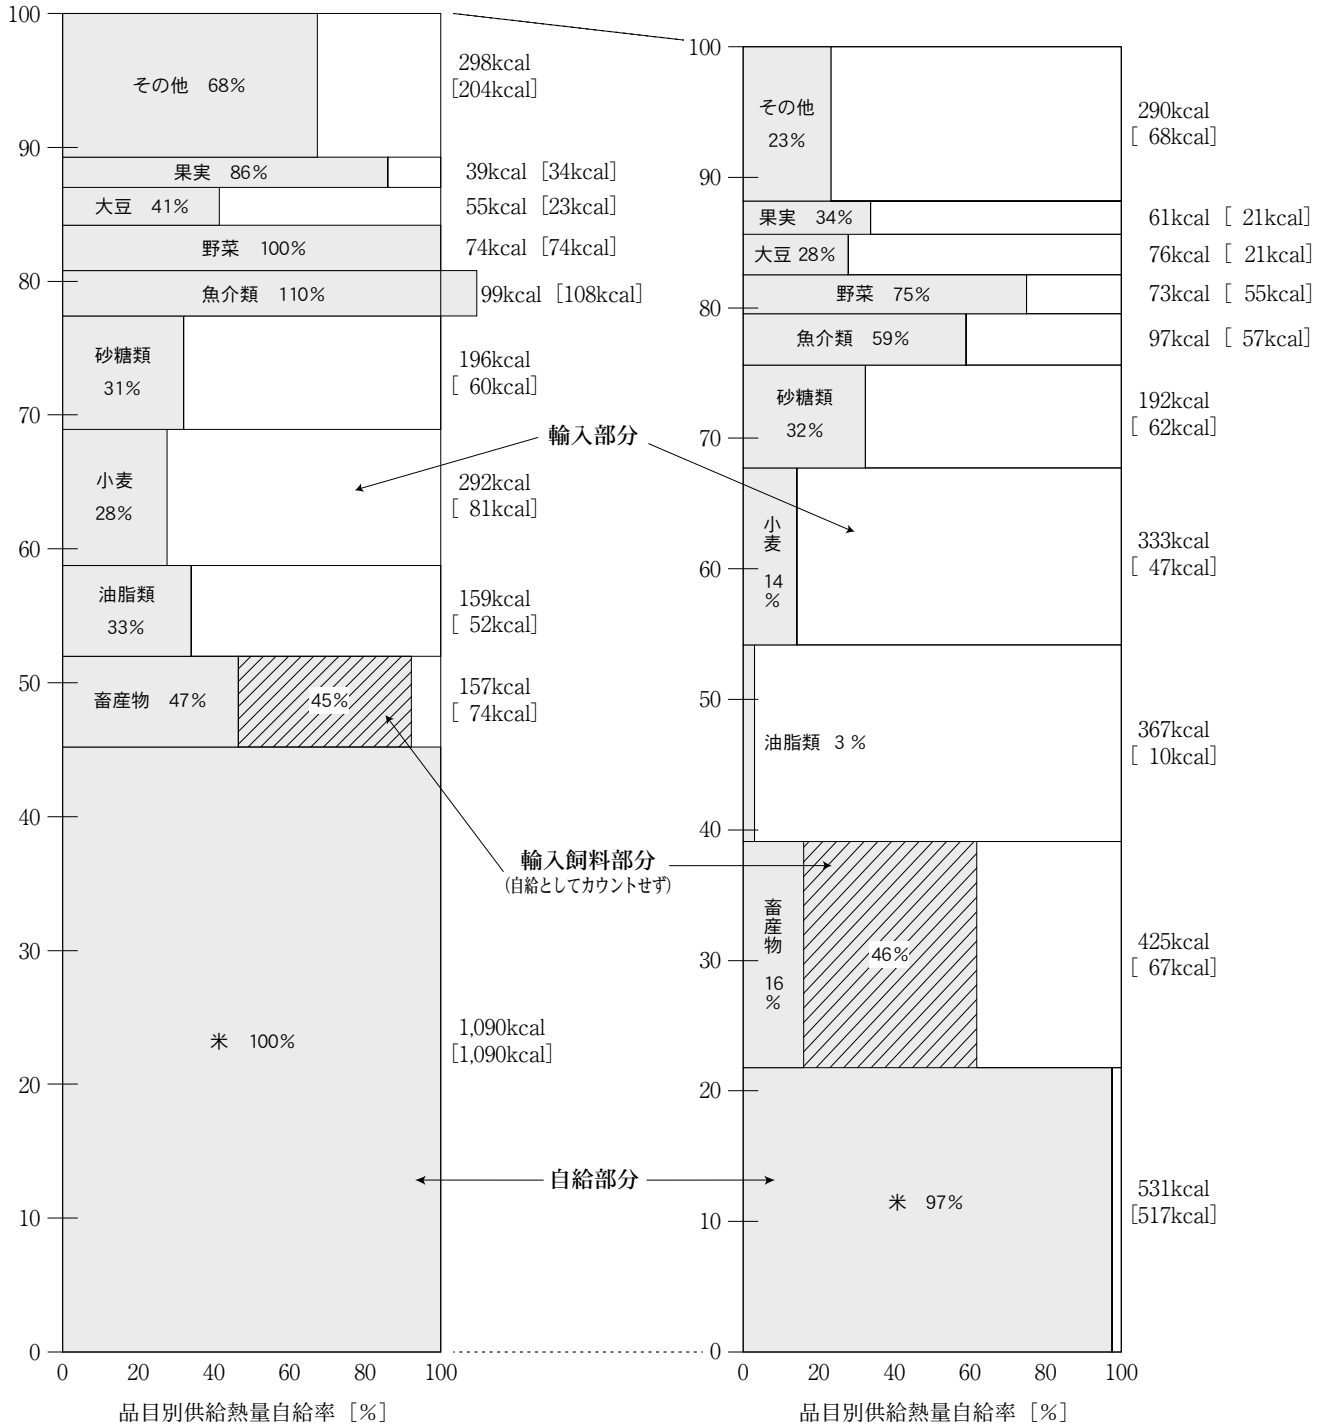 100
90
80
70
60
50
40
30
20
10
0
その他 68%
果実 86%
大豆 41%
野菜 100%
魚介類 110%
砂糖類
31%
小麦
28%
油脂類
33%
畜産物 47%
45%
米 100%
298kcal
[204kcal]
39kcal [34kcal]
55kcal [23kcal]
74kcal [74kcal]
99kcal [108kcal]
196kcal
[ 60kcal]
292kcal
[ 81kcal]
159kcal
[ 52kcal]
157kcal
[ 74kcal]
1,090kcal
[1,090kcal]
0 20 40 60 80 100
品目別供給熱量自給率 [%]
輸入部分
輸入飼料部分
(自給としてカウントせず)
自給部分
100
90
80
70
60
50
40
30
20
10
0
その他
23%
果実 34%
大豆 28%
野菜 75%
魚介類 59%
砂糖類
32%
小麦
14
%
油脂類 3 %
畜産物
16
%
46%
米 97%
290kcal
[ 68kcal]
61kcal [ 21kcal]
76kcal [ 21kcal]
73kcal [ 55kcal]
97kcal [ 57kcal]
192kcal
[ 62kcal]
333kcal
[ 47kcal]
367kcal
[ 10kcal]
425kcal
[ 67kcal]
531kcal
[517kcal]
0 20 40 60 80 100
品目別供給熱量自給率 [%]